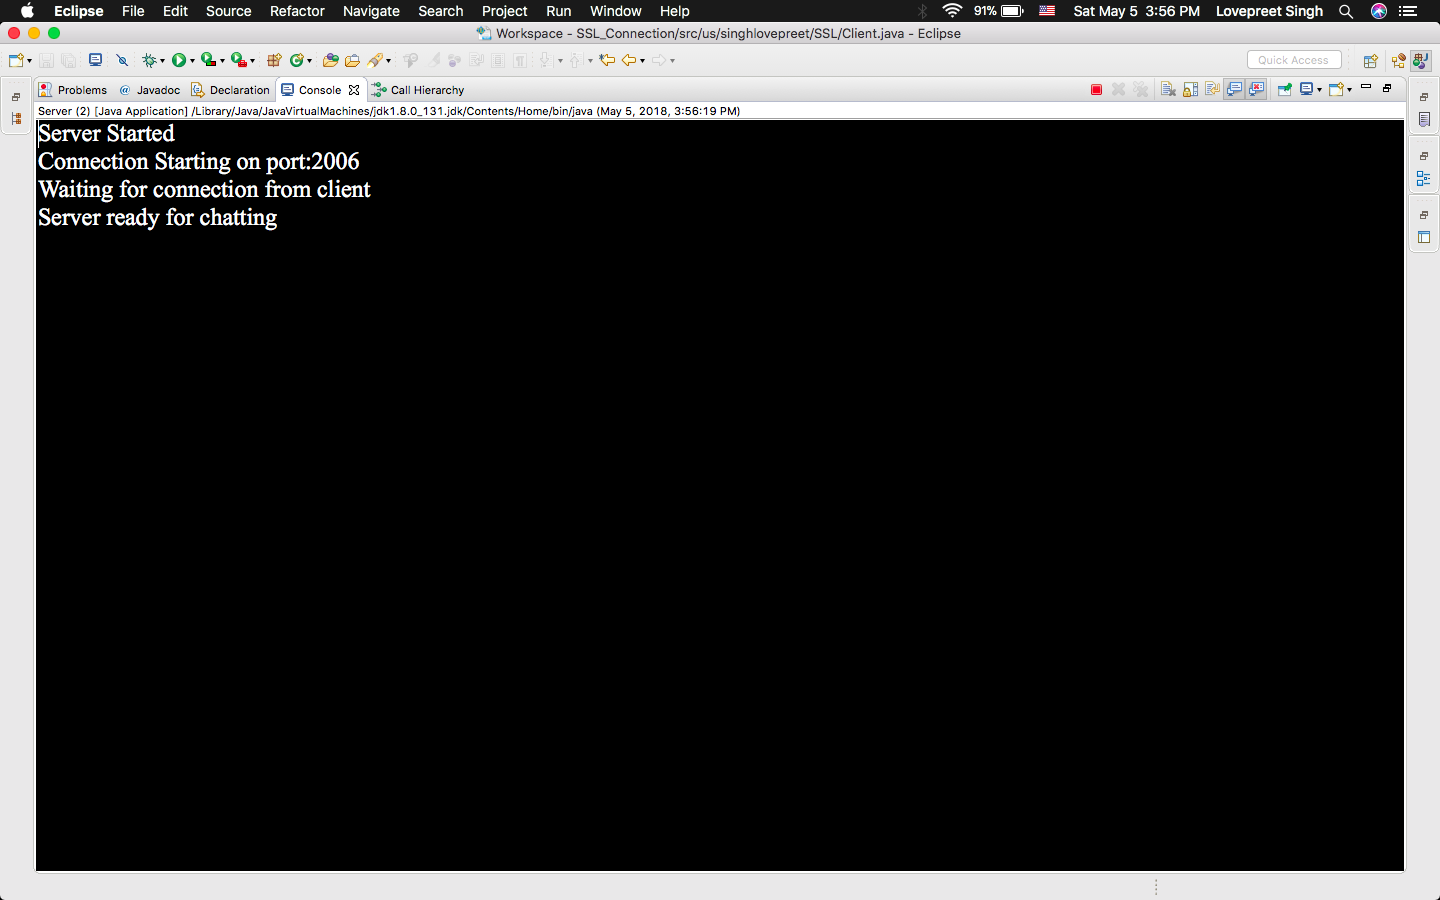 Eclipse File Edit Source Refactor Navigate Search Project Run Window Help 91% Sat May 5 3:56 PM Lovepreet Singh
Workspace - SSL_Connection/src/us/singhlovepreet/SSL/Client.java - Eclipse
Quick Access
Problems @ Javadoc Declaration Console Call Hierarchy
Server (2) [Java Application] /Library/Java/JavaVirtualMachines/jdk1.8.0_131.jdk/Contents/Home/bin/java (May 5, 2018, 3:56:19 PM)
Server Started
Connection Starting on port:2006
Waiting for connection from client
Server ready for chatting